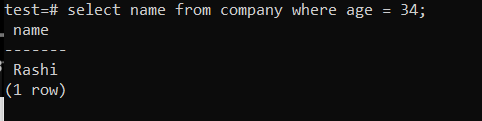 test=# select name from company where age = 34;
name
-------
Rashi
(1 row)